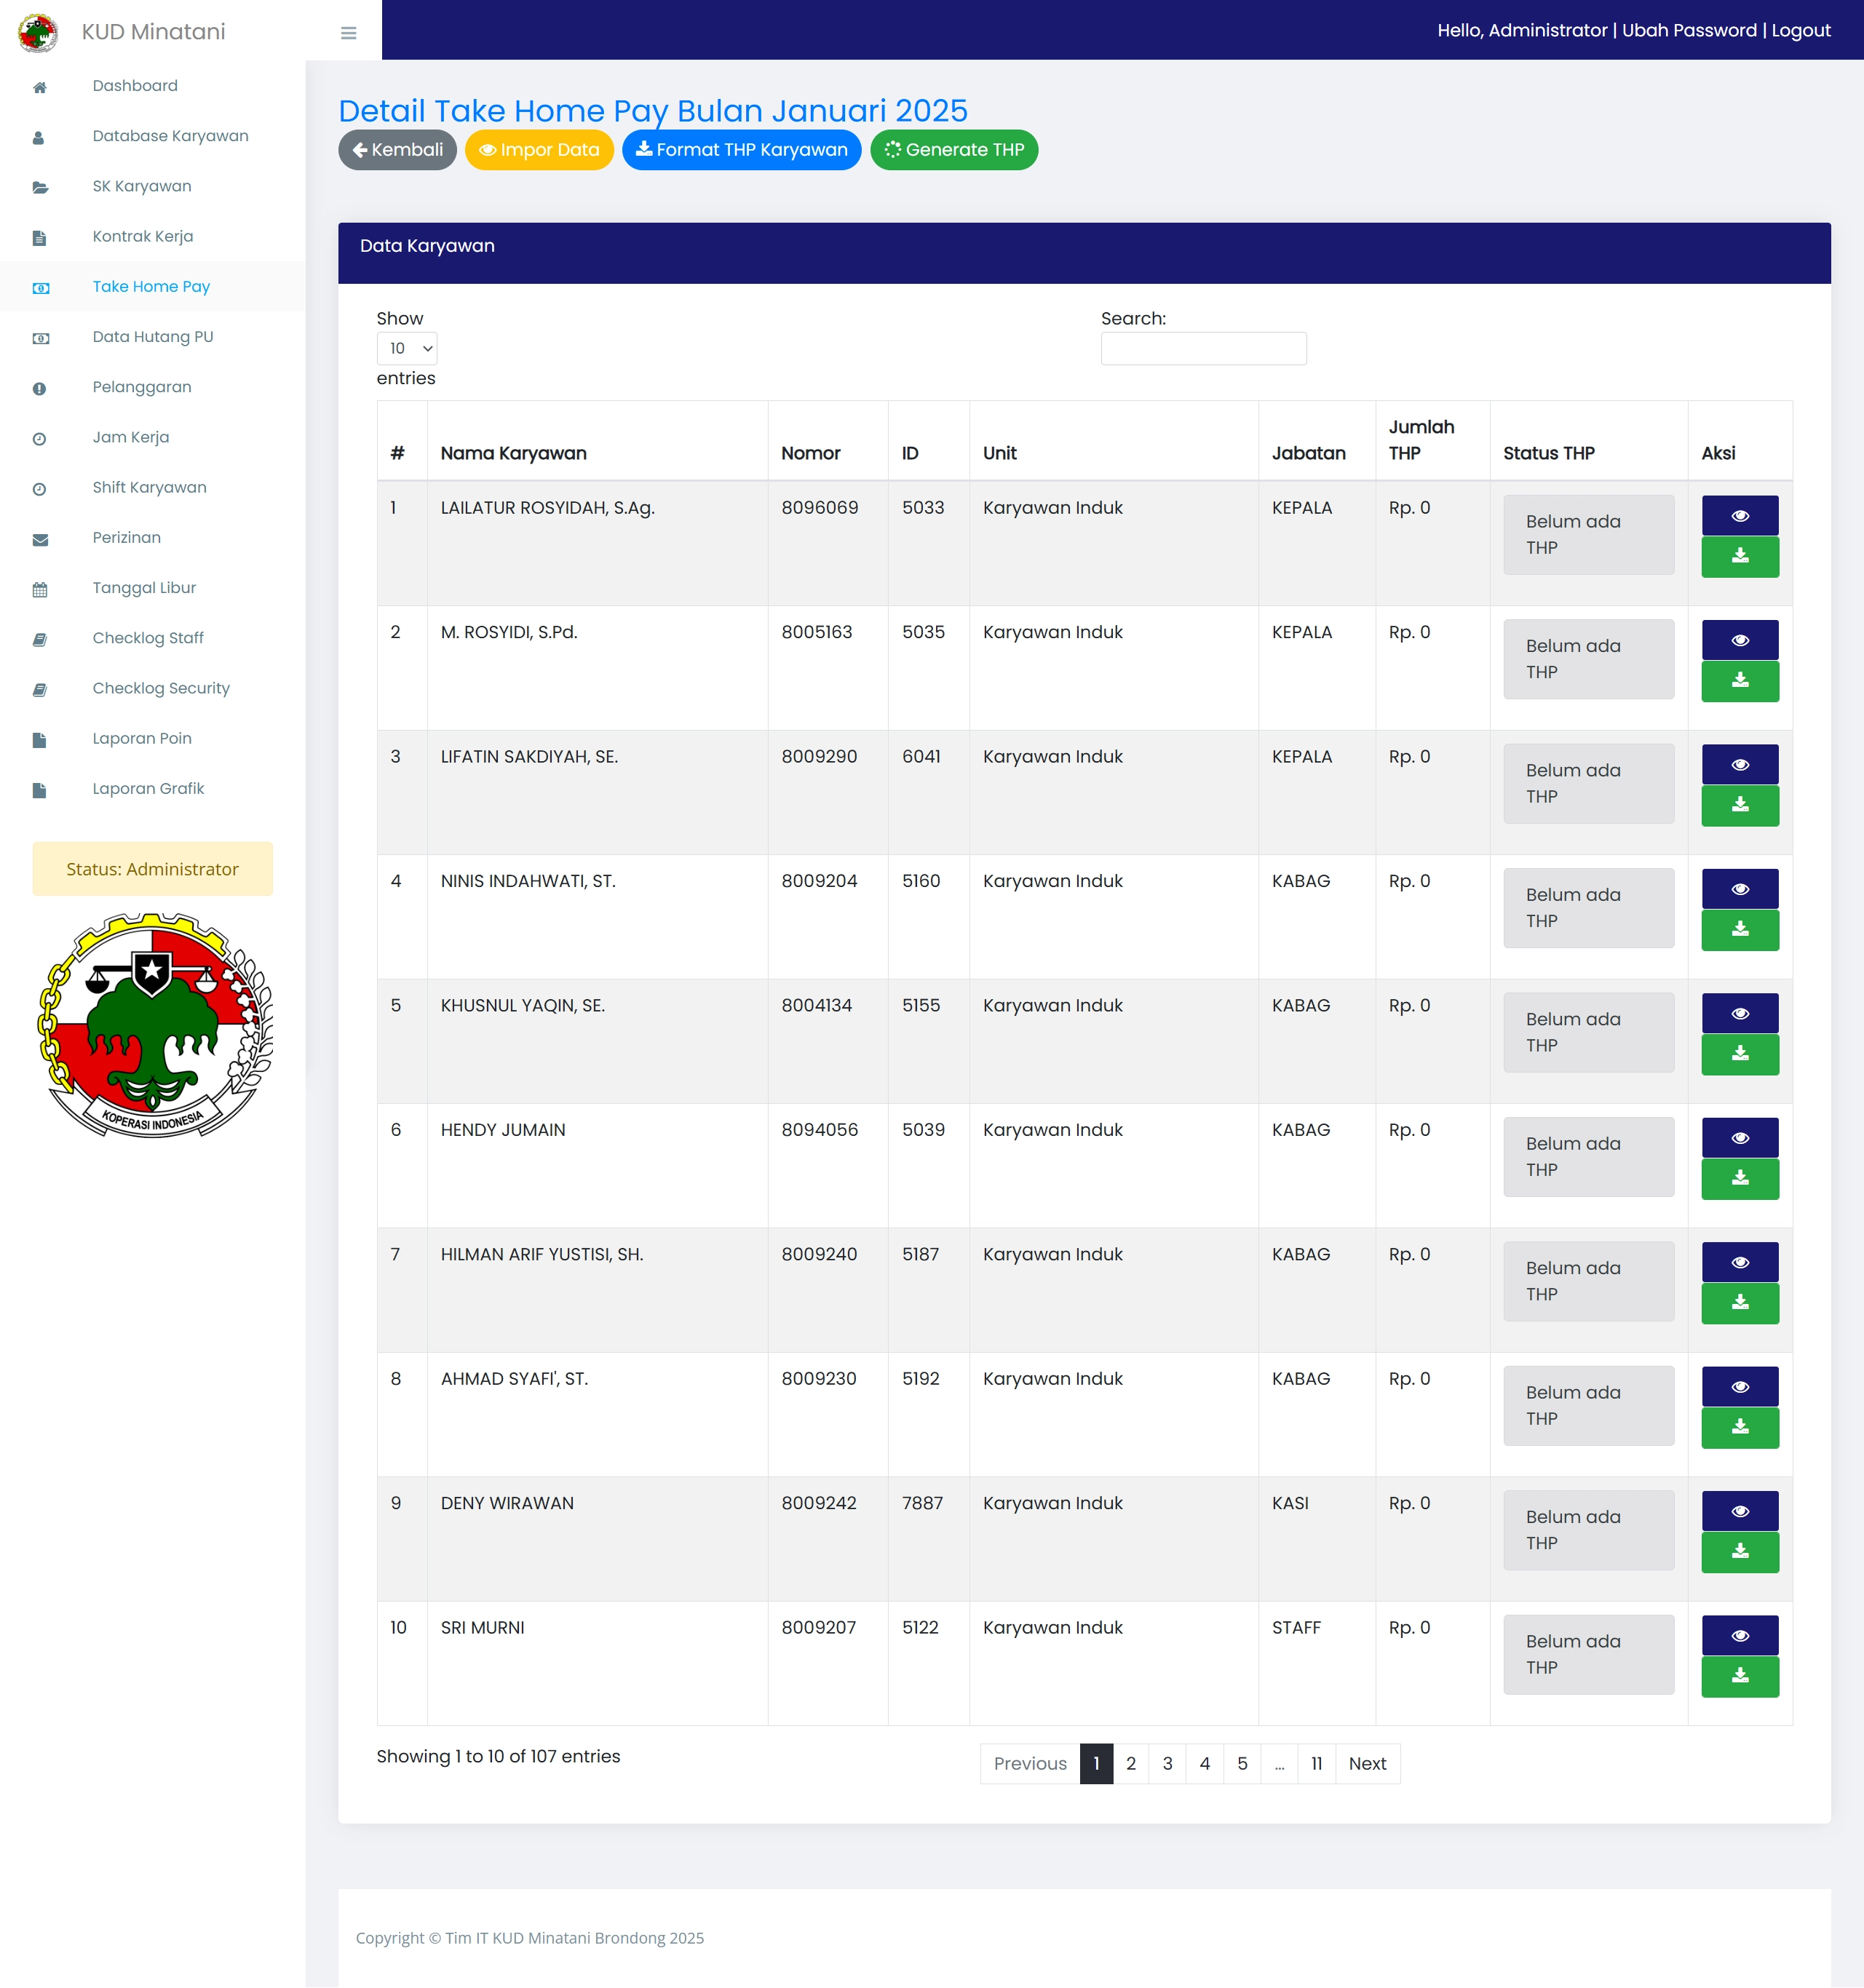 KUD Minatani
Hello, Administrator | Ubah Password | Logout
Dashboard
Database Karyawan
SK Karyawan
Kontrak Kerja
Take Home Pay
Data Hutang PU
Pelanggaran
Jam Kerja
Shift Karyawan
Perizinan
Tanggal Libur
Checklog Staff
Checklog Security
Laporan Poin
Laporan Grafik
Status: Administrator
KOPERASI INDONESIA
Detail Take Home Pay Bulan Januari 2025
Kembali Impor Data Format THP Karyawan Generate THP
Data Karyawan
Show
10
entries
Search:
# Nama Karyawan Nomor ID Unit Jabatan Jumlah THP Status THP Aksi
1 LAILATUR ROSYIDAH, S.Ag. 8096069 5033 Karyawan Induk KEPALA Rp. 0 Belum ada THP
2 M. ROSYIDI, S.Pd. 8005163 5035 Karyawan Induk KEPALA Rp. 0 Belum ada THP
3 LIFATIN SAKDIYAH, SE. 8009290 6041 Karyawan Induk KEPALA Rp. 0 Belum ada THP
4 NINIS INDAHWATI, ST. 8009204 5160 Karyawan Induk KABAG Rp. 0 Belum ada THP
5 KHUSNUL YAQIN, SE. 8004134 5155 Karyawan Induk KABAG Rp. 0 Belum ada THP
6 HENDY JUMAIN 8094056 5039 Karyawan Induk KABAG Rp. 0 Belum ada THP
7 HILMAN ARIF YUSTISI, SH. 8009240 5187 Karyawan Induk KABAG Rp. 0 Belum ada THP
8 AHMAD SYAFI', ST. 8009230 5192 Karyawan Induk KABAG Rp. 0 Belum ada THP
9 DENY WIRAWAN 8009242 7887 Karyawan Induk KASI Rp. 0 Belum ada THP
10 SRI MURNI 8009207 5122 Karyawan Induk STAFF Rp. 0 Belum ada THP
Showing 1 to 10 of 107 entries
Previous 1 2 3 4 5 … 11 Next
Copyright © Tim IT KUD Minatani Brondong 2025